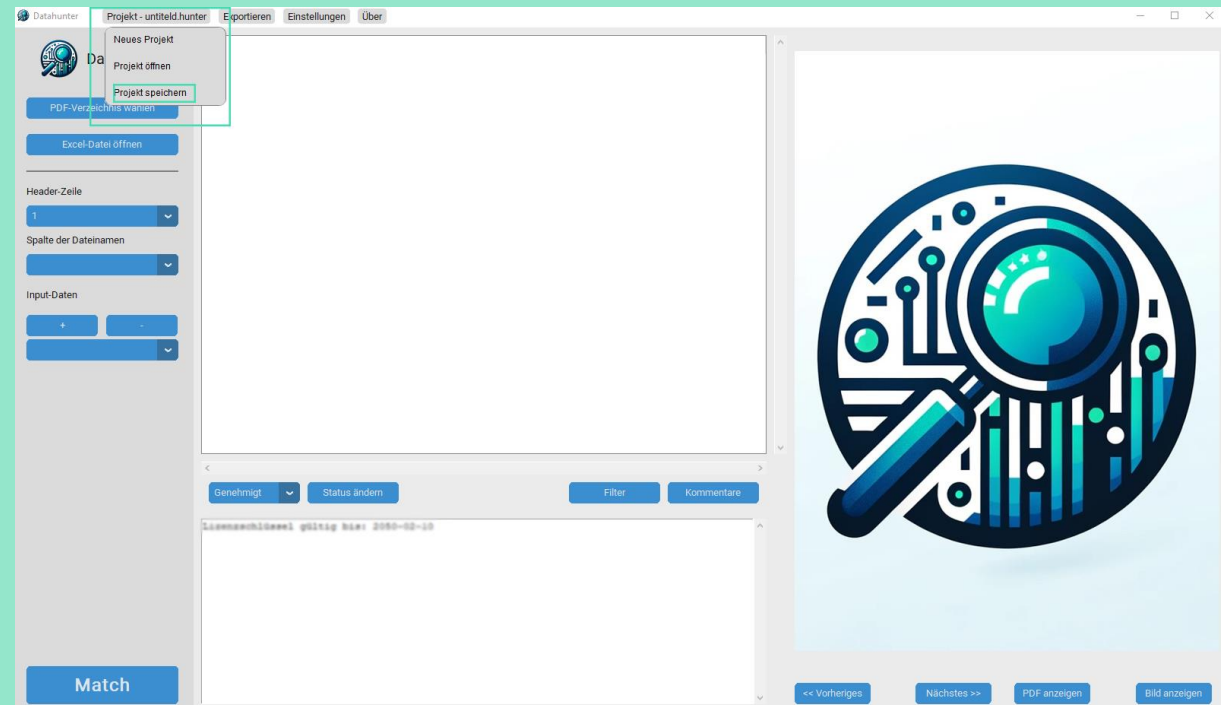 Datahunter Projekt - untiteld.hunter Exportieren Einstellungen Über
Neues Projekt
Projekt öffnen
Projekt speichern
Da
PDF-Verzeichnis wählen
Excel-Datei öffnen
Header-Zeile
1
Spalte der Dateinamen
Input-Daten
+ -
Genehmigt Status ändern Filter Kommentare
Lizenzschlüssel gültig bis: 2050-02-10
Match
<< Vorheriges Nächstes >> PDF anzeigen Bild anzeigen